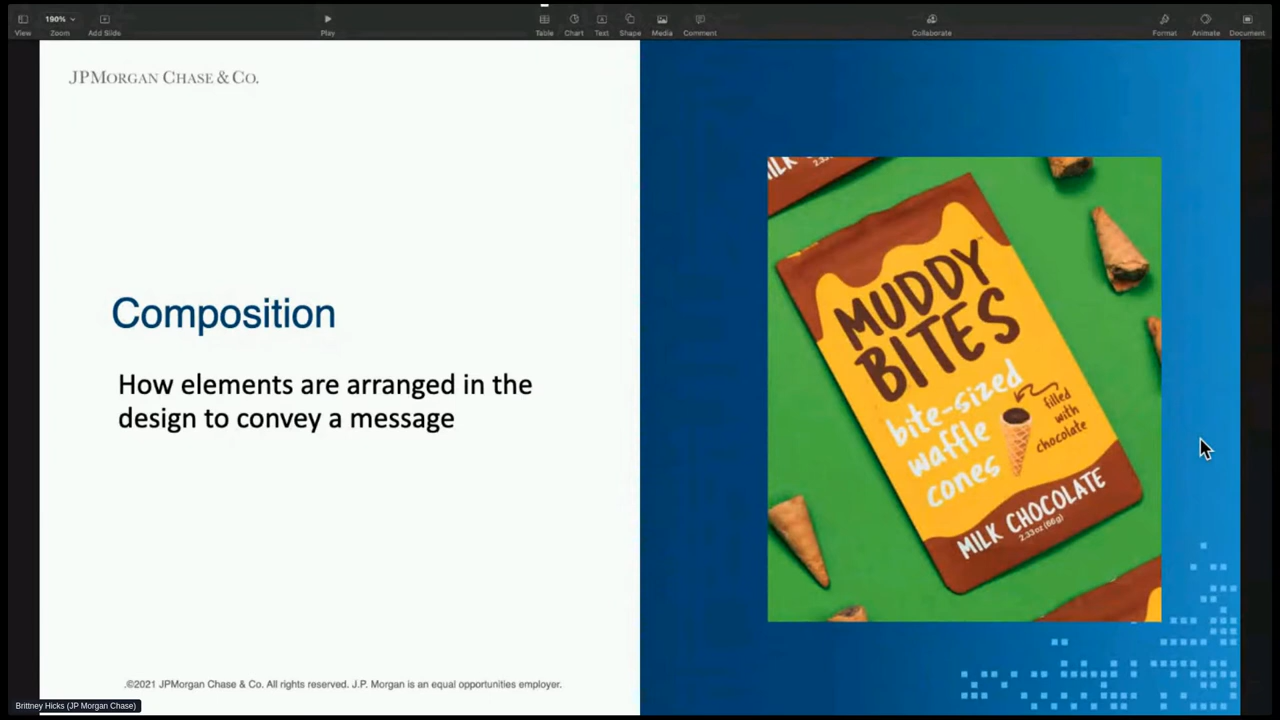 190%
View
Zoom
Add Slide
Play
Table
Chart
Text
Shape
Media
Comment
Collaborate
Format
Animate
Document
JPMORGAN CHASE & CO.
Composition
How elements are arranged in the
design to convey a message
MUDDY
BITES
bite-sized
waffle
cones
filled
with
chocolate
MILK CHOCOLATE
2.33oz (66g)
.©2021 JPMorgan Chase & Co. All rights reserved. J.P. Morgan is an equal opportunities employer.
Brittney Hicks (JP Morgan Chase)